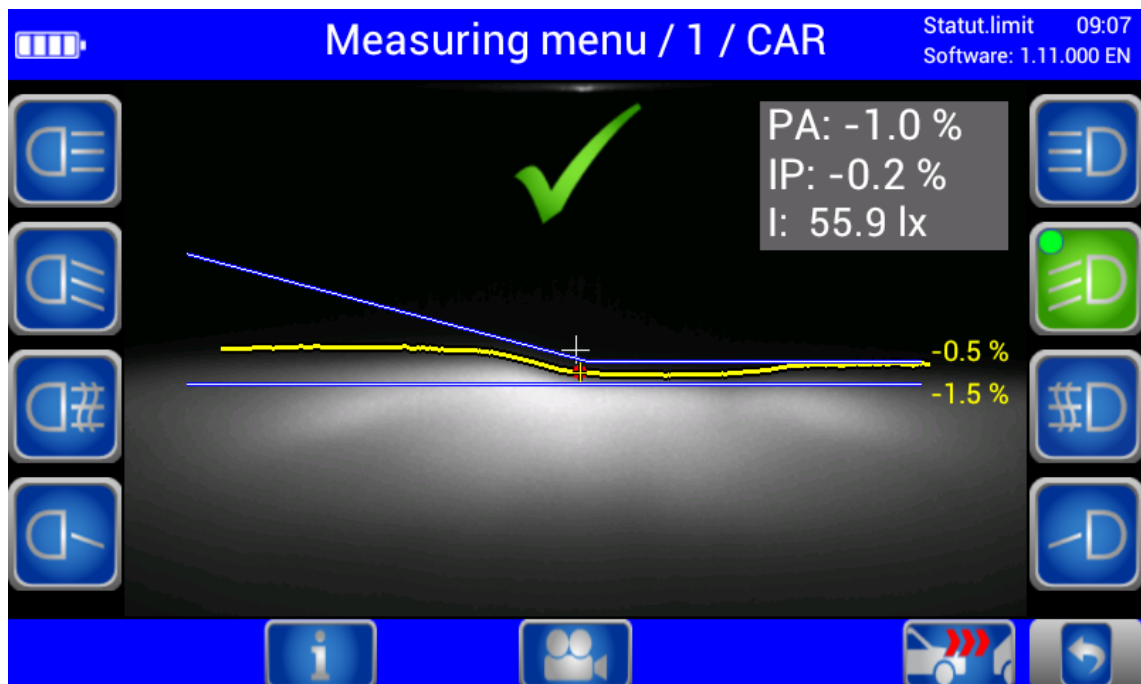 Measuring menu / 1 / CAR
Statut.limit 09:07
Software: 1.11.000 EN
PA: -1.0 %
IP: -0.2 %
I: 55.9 lx
-0.5 %
-1.5 %
i